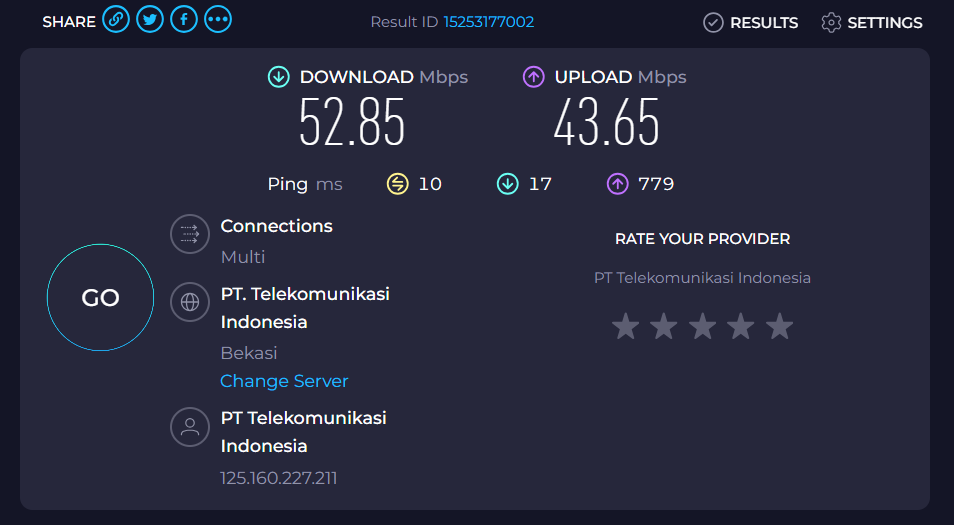 SHARE
Result ID 15253177002
RESULTS
SETTINGS
DOWNLOAD Mbps
52.85
UPLOAD Mbps
43.65
Ping ms
10
17
779
GO
Connections
Multi
PT. Telekomunikasi
Indonesia
Bekasi
Change Server
PT Telekomunikasi
Indonesia
125.160.227.211
RATE YOUR PROVIDER
PT Telekomunikasi Indonesia